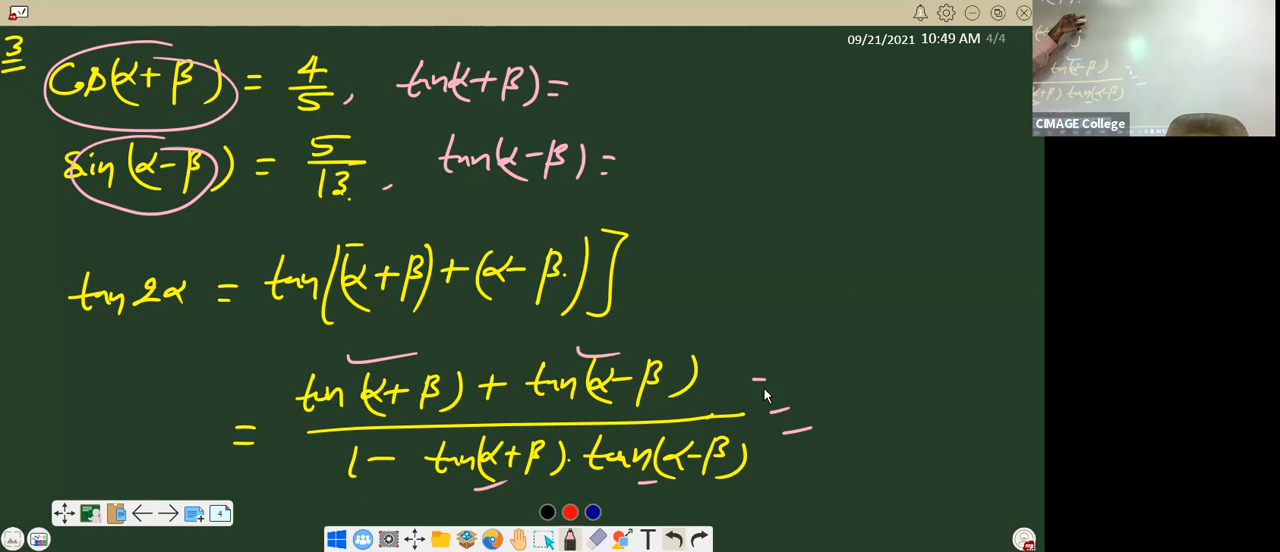 09/21/2021 10:49 AM 4/4
3
Cos(α+β) = 4/5, tan(α+β) =
Sin(α-β) = 5/13, tan(α-β) =
tan 2α = tan[(α+β)+(α-β)]
= tan(α+β) + tan(α-β)
1 - tan(α+β). tan(α-β)
CIMAGE College
4
T